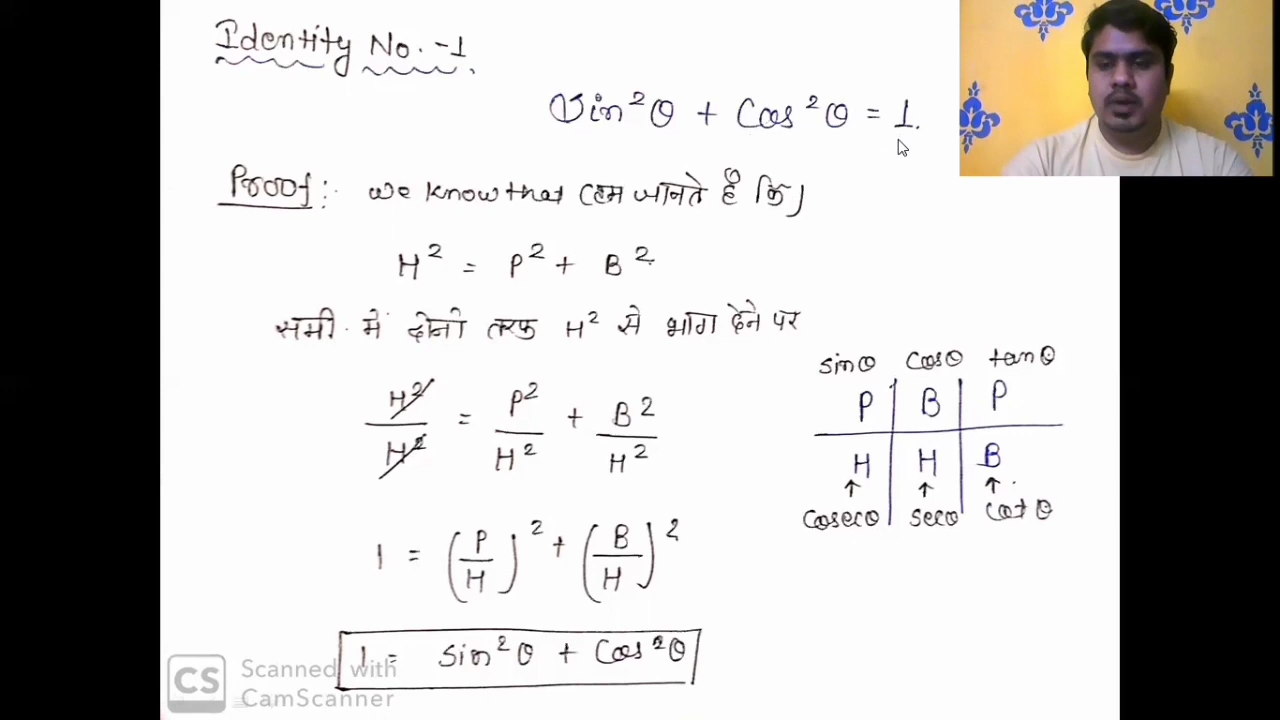 Identity No.-1.
Sin²θ + Cos²θ = 1.
Proof:- we know that (हम जानते हैं कि)
H² = P² + B²
समी. में दोनो तरफ H² से भाग देने पर
H²/H² = P²/H² + B²/H²
1 = (P/H)² + (B/H)²
1 = Sin²θ + Cos²θ
sinθ cosθ tanθ
P B P
H H B
↑ ↑ ↑
cosecθ secθ cotθ
CS Scanned with
CamScanner